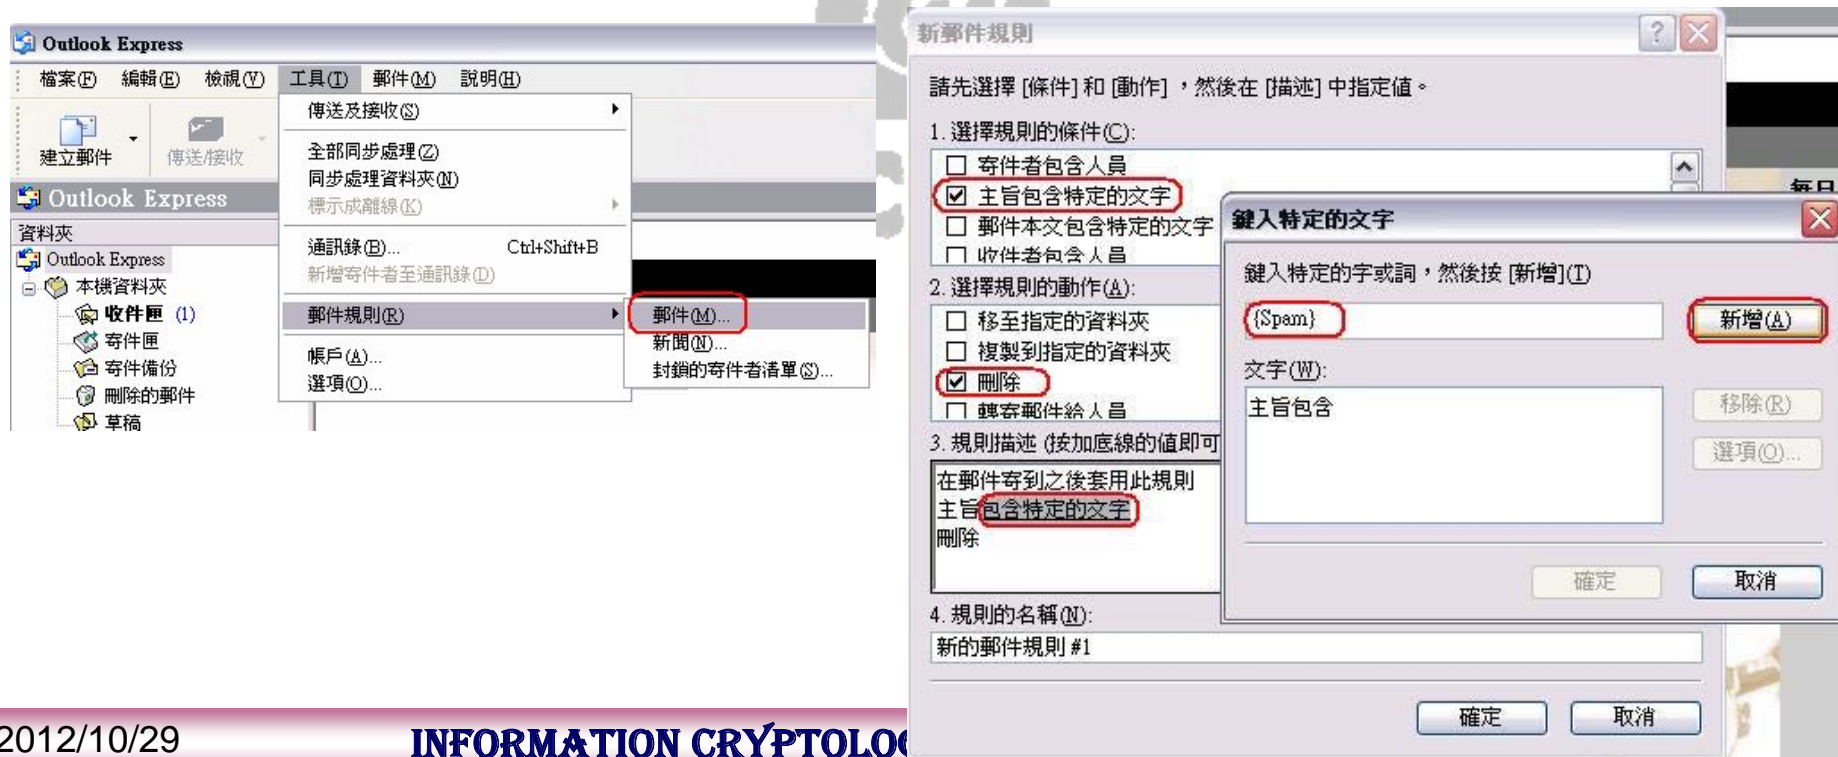 Outlook Express
檔案(F) 編輯(E) 檢視(V) 工具(T) 郵件(M) 說明(H)
建立郵件 傳送/接收
Outlook Express
資料夾
Outlook Express
本機資料夾
收件匣 (1)
寄件匣
寄件備份
刪除的郵件
草稿
傳送及接收(S)
全部同步處理(Z)
同步處理資料夾(N)
標示成離線(K)
通訊錄(B)... Ctrl+Shift+B
新增寄件者至通訊錄(D)
郵件規則(R)
帳戶(A)...
選項(O)...
郵件(M)...
新聞(N)...
封鎖的寄件者清單(S)...
新郵件規則
請先選擇 [條件] 和 [動作] ，然後在 [描述] 中指定值。
1. 選擇規則的條件(C):
寄件者包含人員
主旨包含特定的文字
郵件本文包含特定的文字
收件者包含人員
2. 選擇規則的動作(A):
移至指定的資料夾
複製到指定的資料夾
刪除
轉寄郵件給人員
3. 規則描述 (按加底線的值即可
在郵件寄到之後套用此規則
主旨包含特定的文字
刪除
4. 規則的名稱(N):
新的郵件規則 #1
確定 取消
每日
鍵入特定的文字
鍵入特定的字或詞，然後按 [新增](T)
{Spam} 新增(A)
文字(W):
主旨包含
移除(R)
選項(O)...
確定 取消
2012/10/29
INFORMATION CRYPTOLO